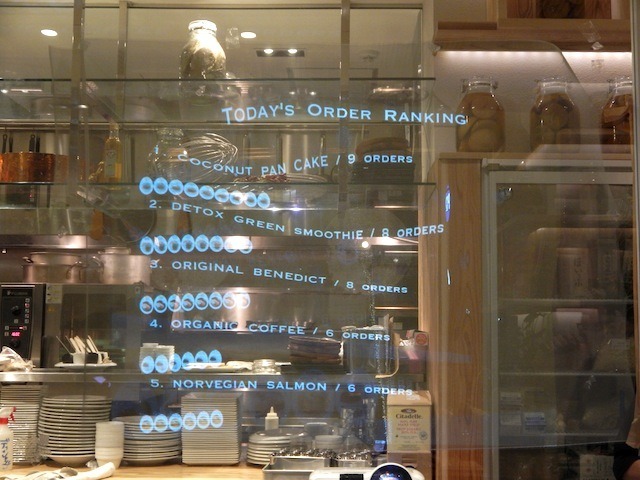 TODAY'S ORDER RANKING
COCONUT PAN CAKE / 9 ORDERS
2. DETOX GREEN SMOOTHIE / 8 ORDERS
3. ORIGINAL BENEDICT / 8 ORDERS
4. ORGANIC COFFEE / 6 ORDERS
5. NORVEGIAN SALMON / 6 ORDERS
Citadelle